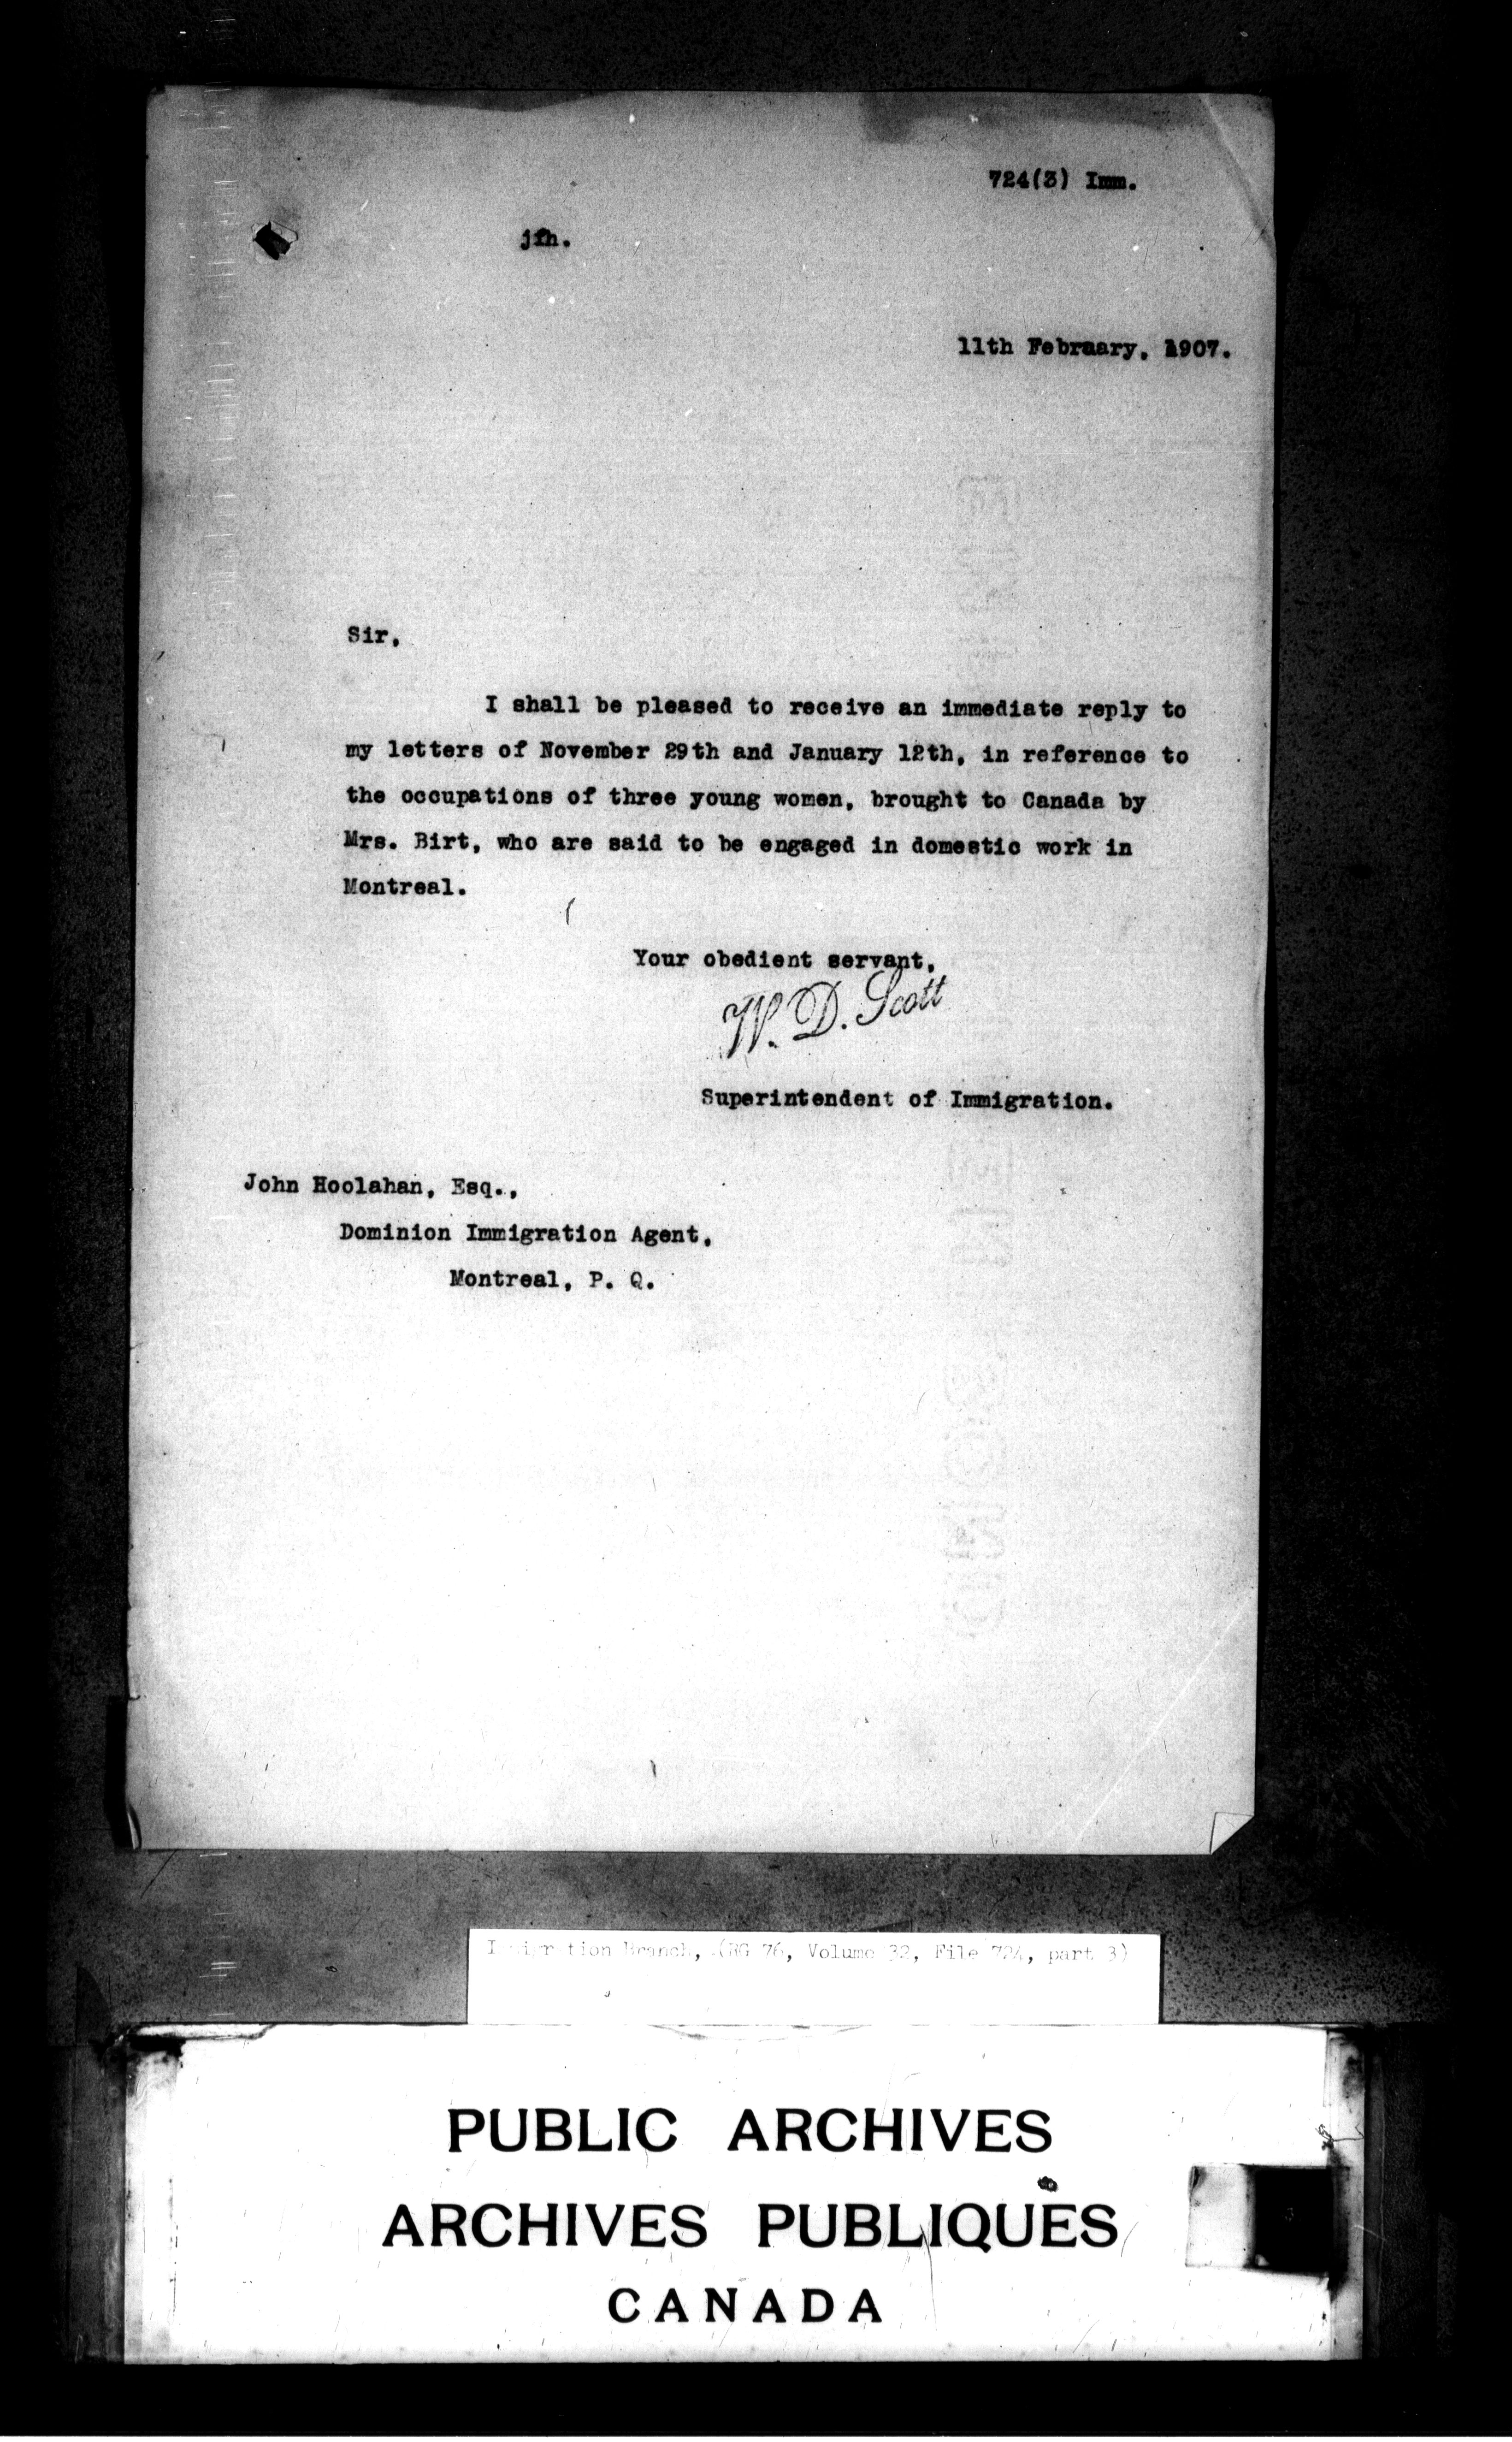 724(3) Imm.
jfh.
11th February, 1907.
Sir,
I shall be pleased to receive an immediate reply to
my letters of November 29th and January 12th, in reference to
the occupations of three young women, brought to Canada by
Mrs. Birt, who are said to be engaged in domestic work in
Montreal.
Your obedient servant,
W. D. Scott
Superintendent of Immigration.
John Hoolahan, Esq.,
Dominion Immigration Agent,
Montreal, P. Q.
Immigration Branch, (RG 76, Volume 32, File 724, part 3)
PUBLIC ARCHIVES
ARCHIVES PUBLIQUES
CANADA